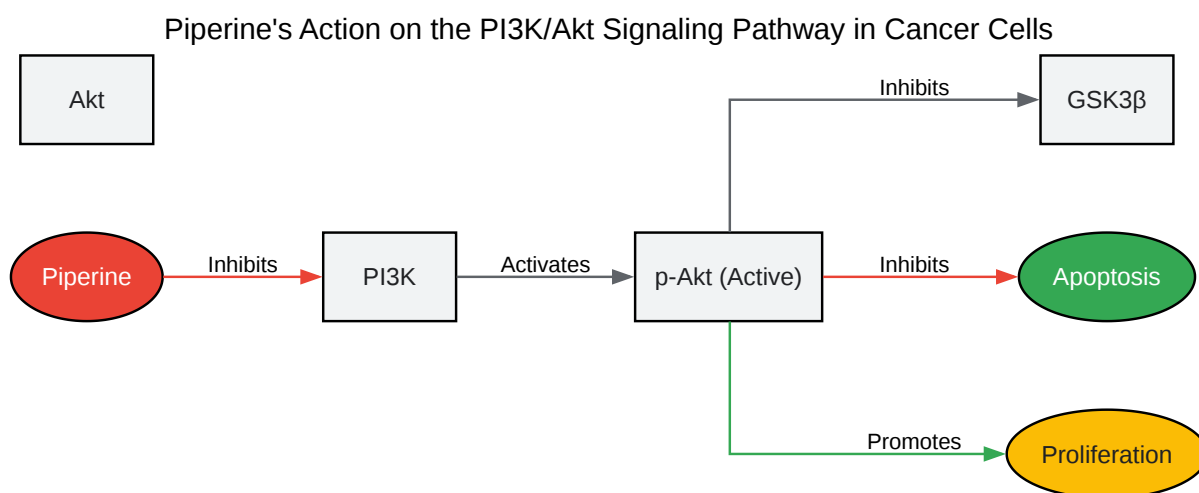 Piperine's Action on the PI3K/Akt Signaling Pathway in Cancer Cells
Akt
Inhibits
GSK3β
Piperine
Inhibits
PI3K
Activates
p-Akt (Active)
Inhibits
Apoptosis
Promotes
Proliferation